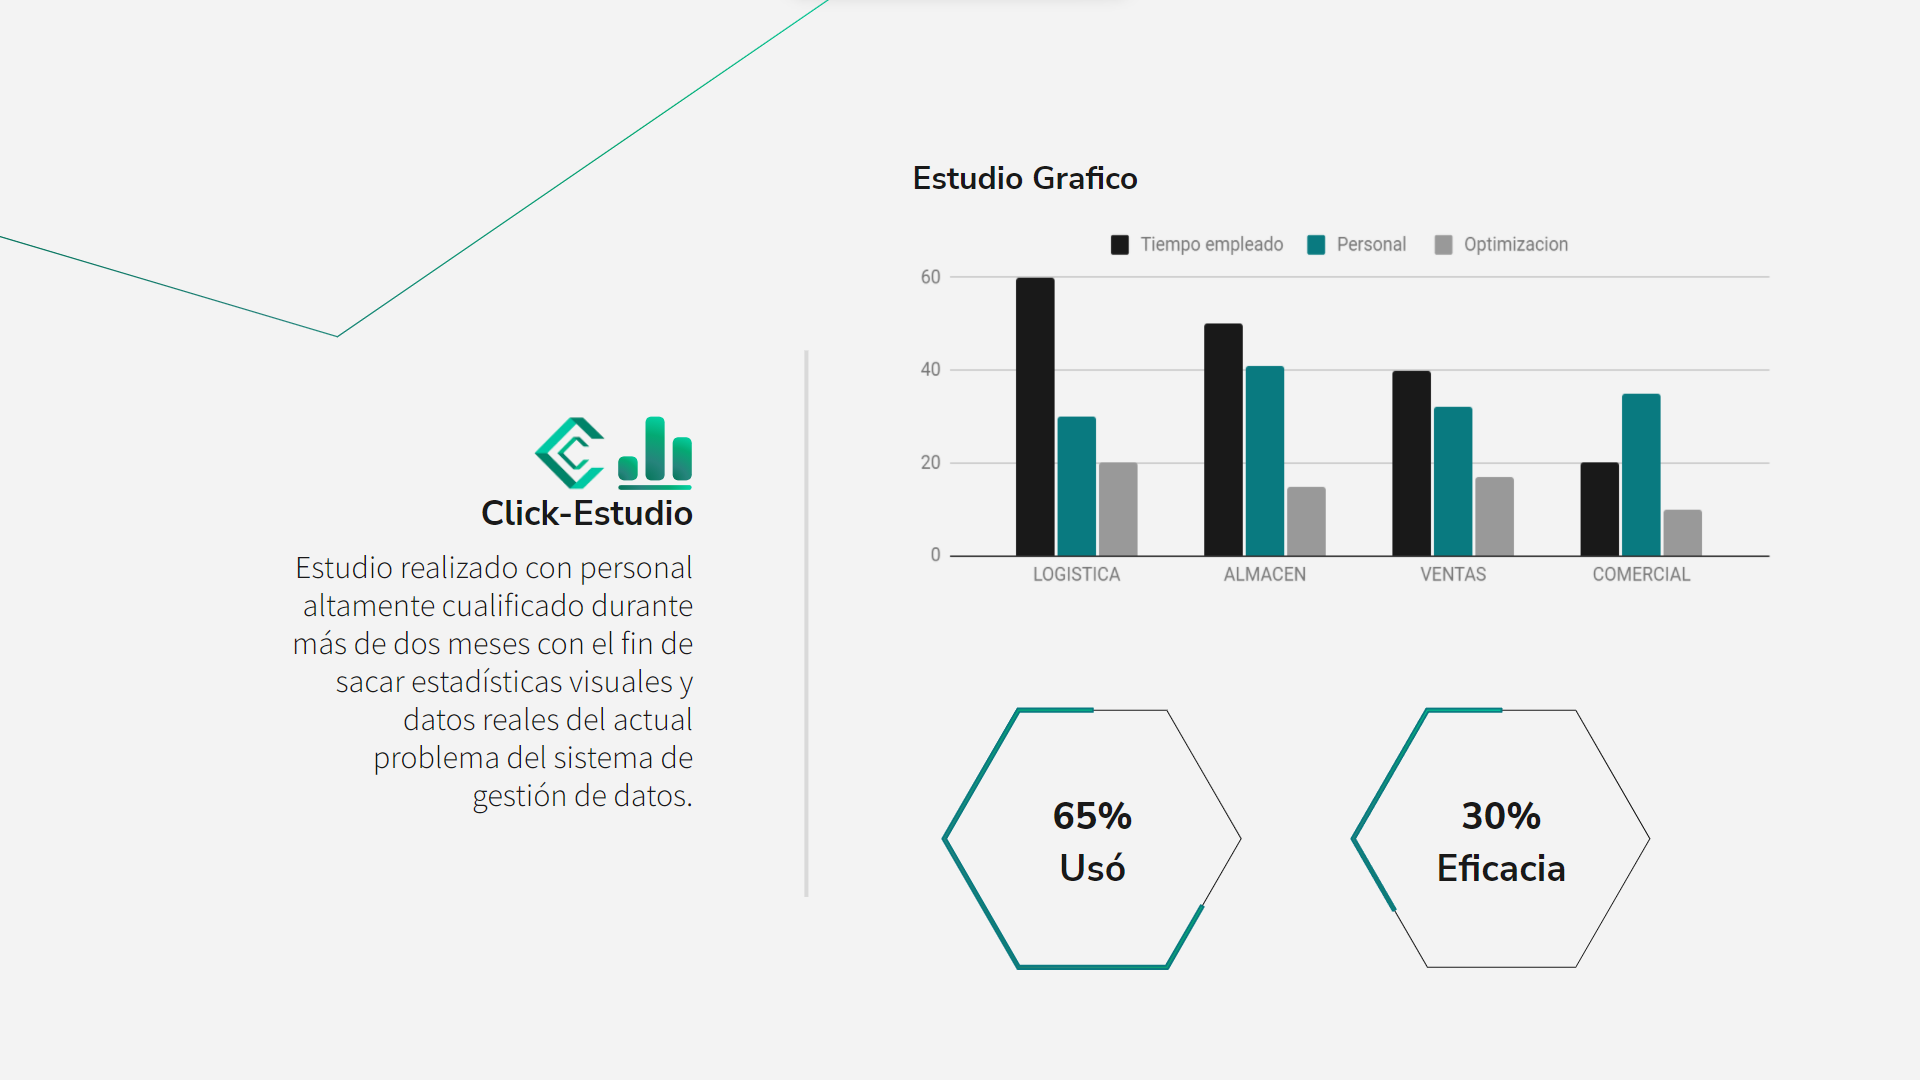 Click-Estudio
Estudio realizado con personal
altamente cualificado durante
más de dos meses con el fin de
sacar estadísticas visuales y
datos reales del actual
problema del sistema de
gestión de datos.
Estudio Grafico
Tiempo empleado Personal Optimizacion
60
40
20
0
LOGISTICA ALMACEN VENTAS COMERCIAL
65%
Usó
30%
Eficacia